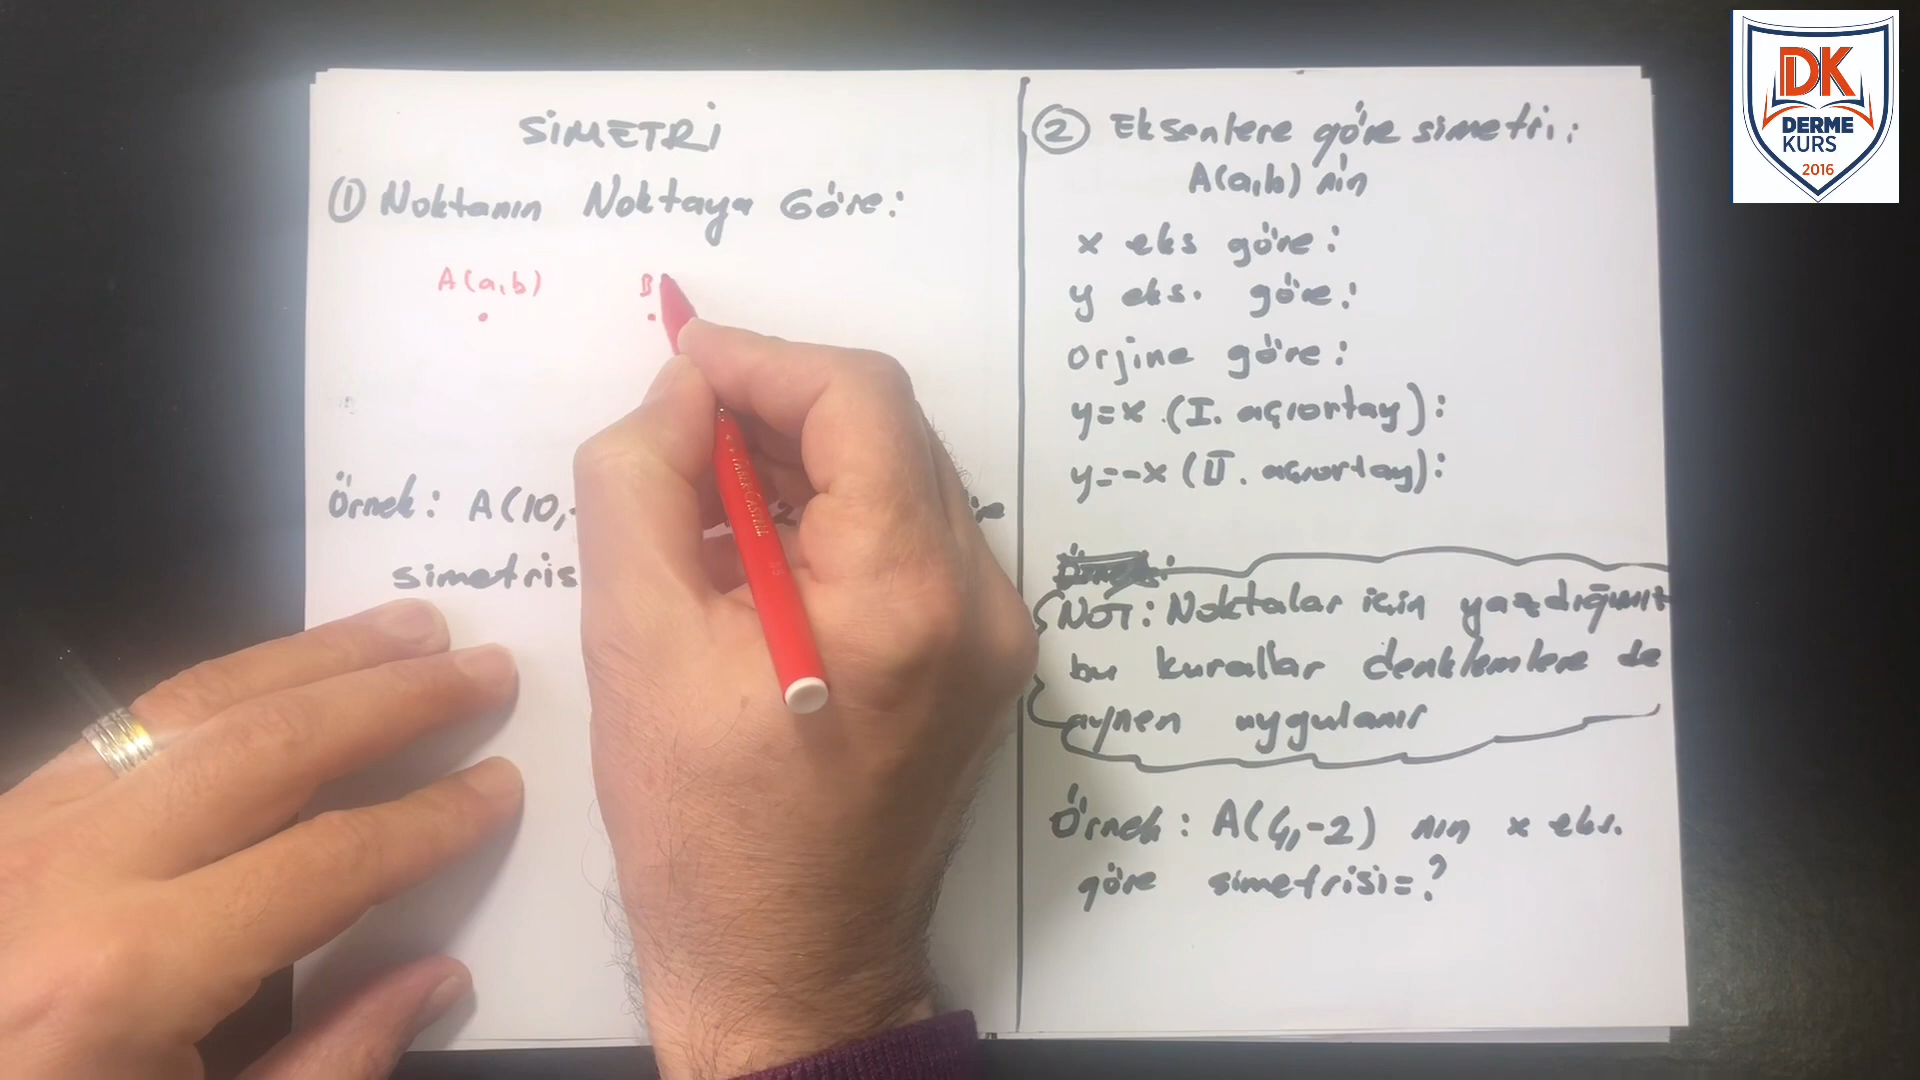 SİMETRİ
① Noktanın Noktaya Göre:
A(a,b) B
Örnek: A(10,
simetris
② Eksenlere göre simetri:
A(a,b) nin
x eks göre:
y eks. göre:
orjine göre:
y=x (I. açıortay):
y=-x (II. açıortay):
NOT: Noktalar için yazdığımız
bu kurallar denklemlere de
aynen uygulanır
Örnek: A(4,-2) nin x eks.
göre simetrisi=?
DK
DERME
KURS
2016
FABER-CASTELL